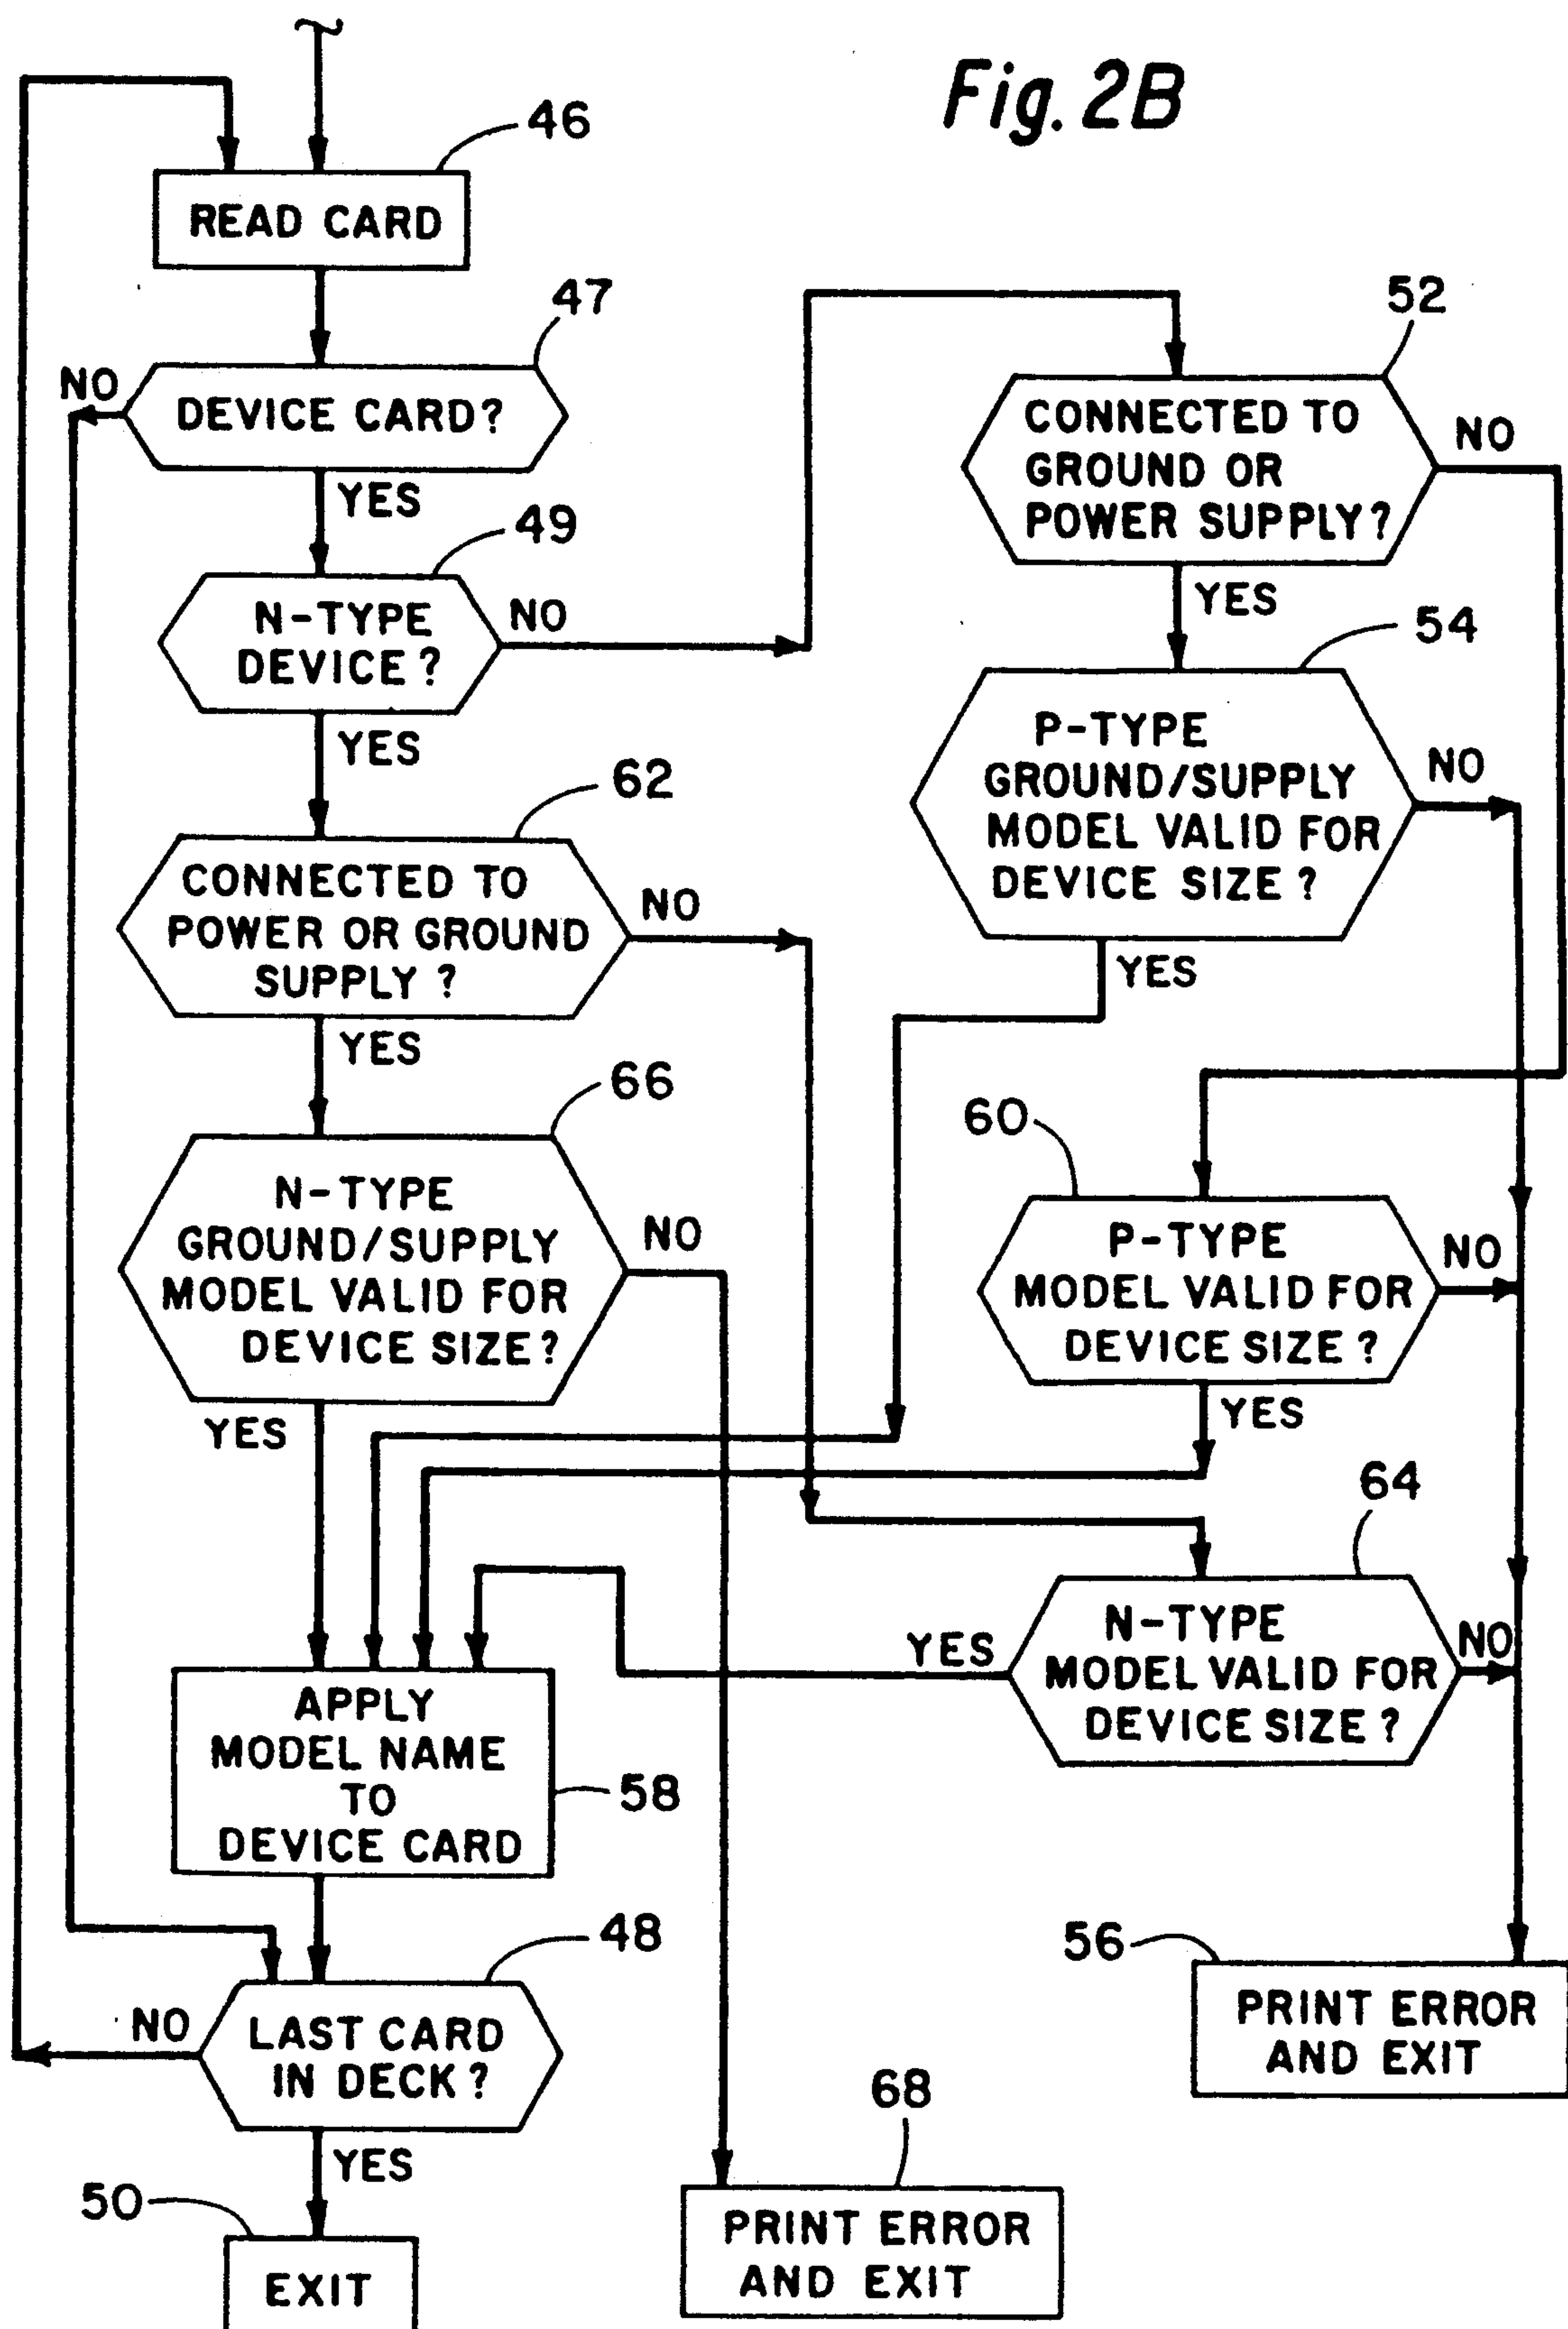 Fig. 2B
46
READ CARD
47
NO
DEVICE CARD?
YES
49
N-TYPE
DEVICE ?
NO
YES
62
CONNECTED TO
POWER OR GROUND
SUPPLY ?
NO
YES
66
N-TYPE
GROUND/SUPPLY
MODEL VALID FOR
DEVICE SIZE?
NO
YES
52
CONNECTED TO
GROUND OR
POWER SUPPLY?
NO
YES
54
P-TYPE
GROUND/SUPPLY
MODEL VALID FOR
DEVICE SIZE ?
NO
YES
60
P-TYPE
MODEL VALID FOR
DEVICE SIZE ?
NO
YES
64
N-TYPE
MODEL VALID FOR
DEVICE SIZE ?
NO
YES
APPLY
MODEL NAME
TO
DEVICE CARD
58
48
LAST CARD
IN DECK ?
NO
YES
50
EXIT
56
PRINT ERROR
AND EXIT
68
PRINT ERROR
AND EXIT